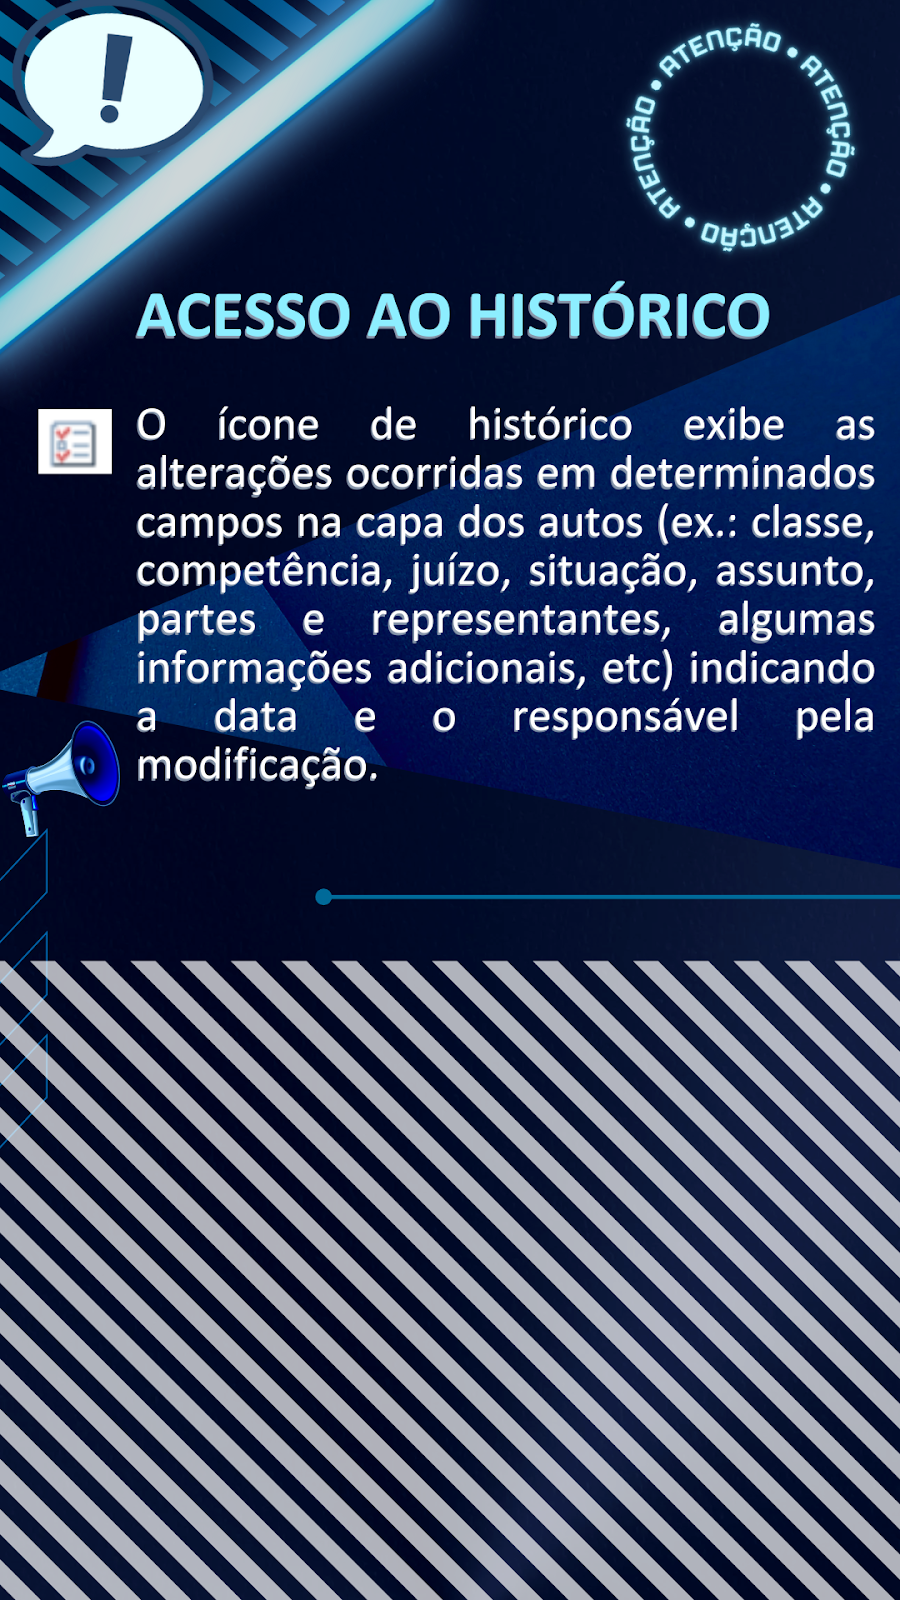 !
ATENÇÃO • ATENÇÃO • ATENÇÃO • ATENÇÃO • ATENÇÃO •
ACESSO AO HISTÓRICO
O ícone de histórico exibe as
alterações ocorridas em determinados
campos na capa dos autos (ex.: classe,
competência, juízo, situação, assunto,
partes e representantes, algumas
informações adicionais, etc) indicando
a data e o responsável pela
modificação.